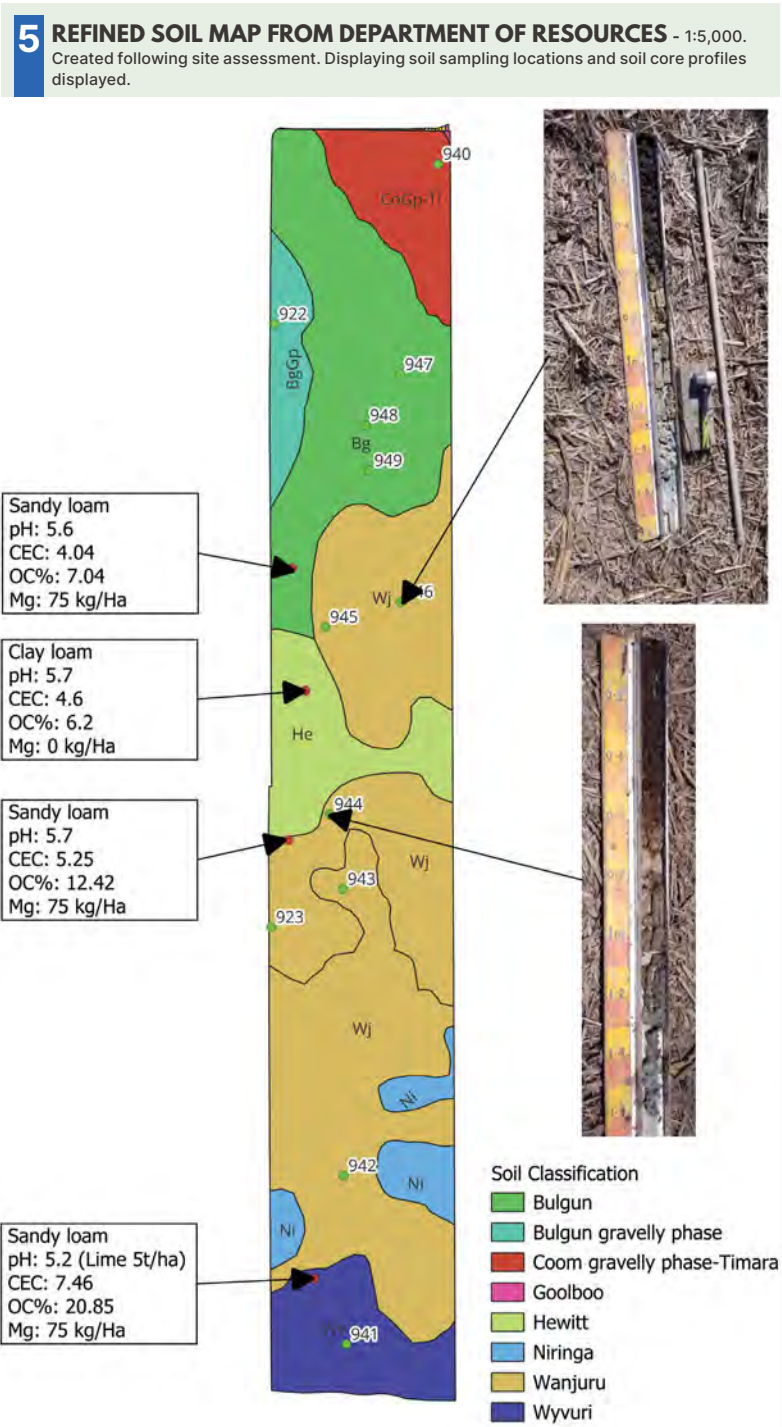 5 REFINED SOIL MAP FROM DEPARTMENT OF RESOURCES - 1:5,000.
Created following site assessment. Displaying soil sampling locations and soil core profiles
displayed.
940
CoGp-Ti
922
BgGp
947
948
Bg
949
Sandy loam
pH: 5.6
CEC: 4.04
OC%: 7.04
Mg: 75 kg/Ha
Wj
945
Clay loam
pH: 5.7
CEC: 4.6
OC%: 6.2
Mg: 0 kg/Ha
He
944
Sandy loam
pH: 5.7
CEC: 5.25
OC%: 12.42
Mg: 75 kg/Ha
Wj
943
923
Wj
Ni
942
Ni
Ni
Sandy loam
pH: 5.2 (Lime 5t/ha)
CEC: 7.46
OC%: 20.85
Mg: 75 kg/Ha
941
Soil Classification
Bulgun
Bulgun gravelly phase
Coom gravelly phase-Timara
Goolboo
Hewitt
Niringa
Wanjuru
Wyvuri